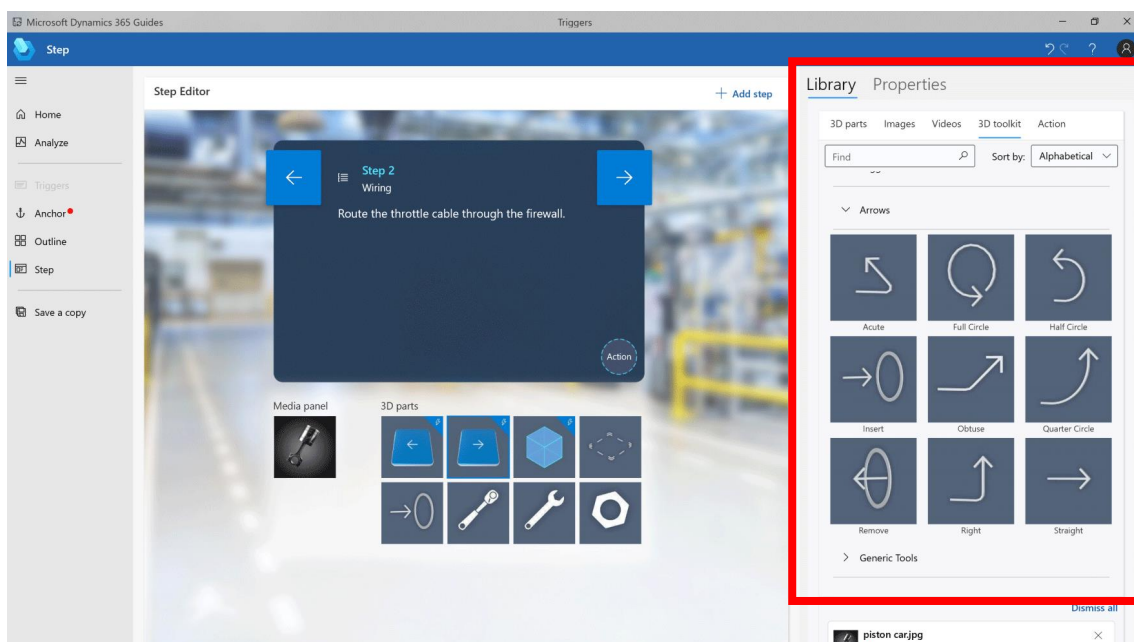 Microsoft Dynamics 365 Guides
Triggers
Step
?
Home
Analyze
Triggers
Anchor
Outline
Step
Save a copy
Step Editor
+ Add step
Step 2
Wiring
Route the throttle cable through the firewall.
Action
Media panel
3D parts
Library Properties
3D parts Images Videos 3D toolkit Action
Find
Sort by: Alphabetical
Arrows
Acute Full Circle Half Circle
Insert Obtuse Quarter Circle
Remove Right Straight
Generic Tools
Dismiss all
piston car.jpg